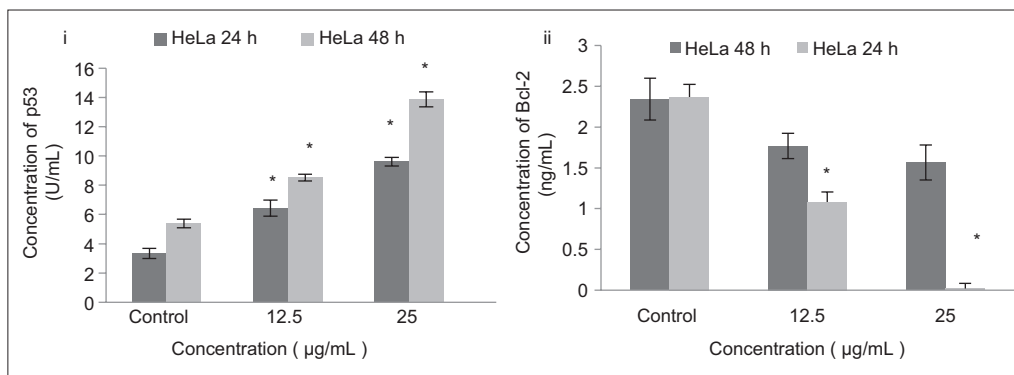 i
HeLa 24 h HeLa 48 h
Concentration of p53
(U/mL)
16
14
12
10
8
6
4
2
0
* * * *
Control 12.5 25
Concentration ( µg/mL )
ii
HeLa 48 h HeLa 24 h
Concentration of Bcl-2
(ng/mL)
3
2.5
2
1.5
1
0.5
0
* *
Control 12.5 25
Concentration ( µg/mL )